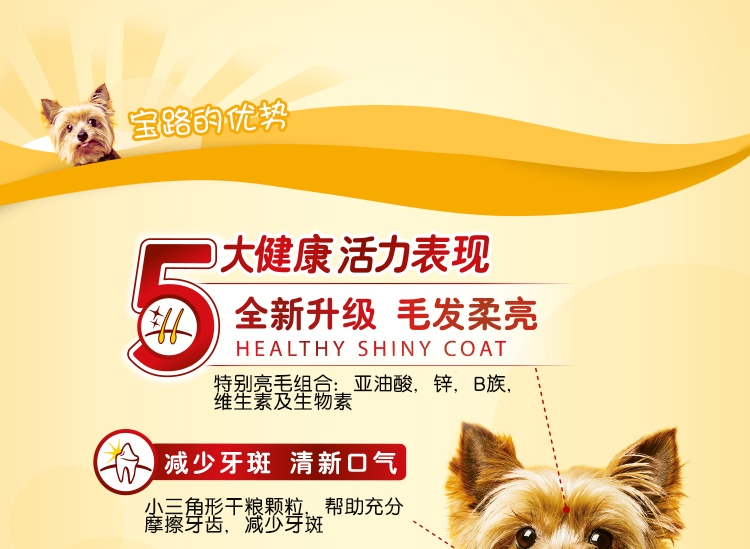 宝路的优势
5大健康 活力表现
全新升级 毛发柔亮
HEALTHY SHINY COAT
特别亮毛组合：亚油酸，锌，B族，
维生素及生物素
减少牙斑 清新口气
小三角形干粮颗粒，帮助充分
摩擦牙齿，减少牙斑